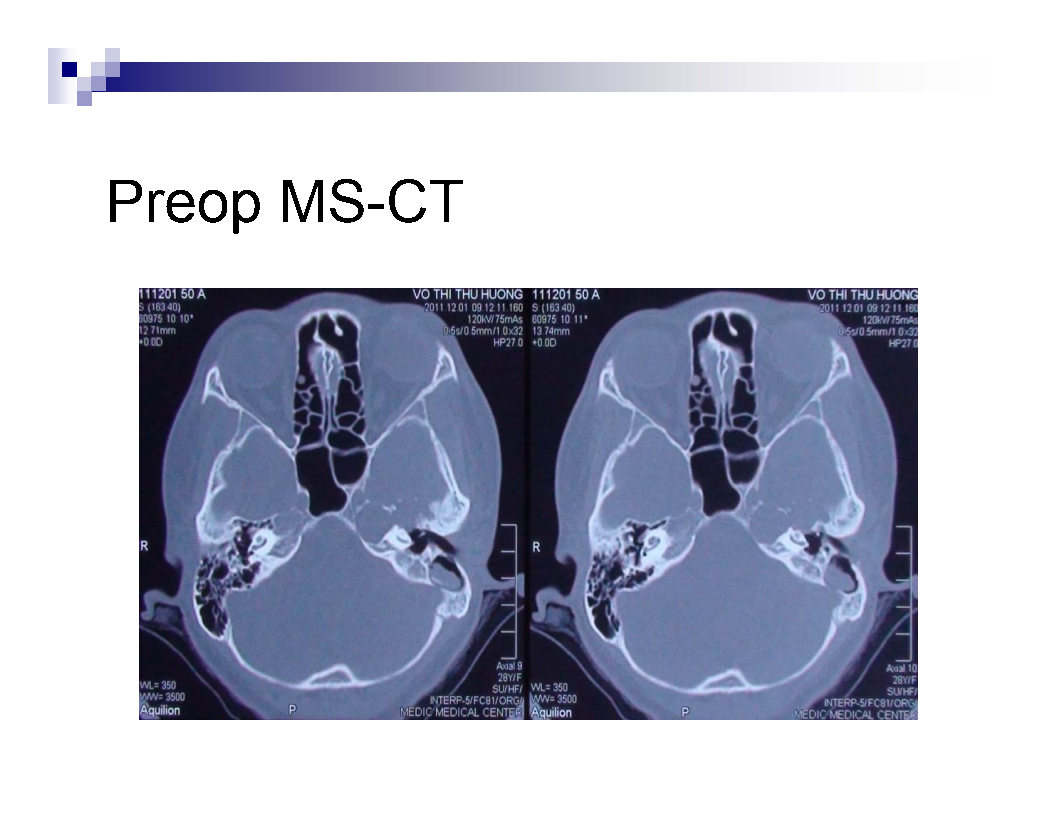 Preop MS-CT
111201 50 A
VO THI THU HUONG
S (163.40)
2011.12.01 09.12.11.160
60975 10 10*
120kV/75mAs
12.71mm
0.5s/0.5mm/1.0x32
+0.0D
HP27.0
R
Axial.9
28Y/F
SU/HF/
WL= 350
WW= 3500
INTERP-5/FC81/ORG/
Aquilion
P
MEDIC MEDICAL CENTER
111201 50 A
VO THI THU HUONG
S (163.40)
2011.12.01 09.12.11.160
60975 10 11*
120kV/75mAs
13.74mm
0.5s/0.5mm/1.0x32
+0.0D
HP27.0
R
Axial.10
28Y/F
SU/HF/
WL= 350
WW= 3500
INTERP-5/FC81/ORG/
Aquilion
P
MEDIC MEDICAL CENTER